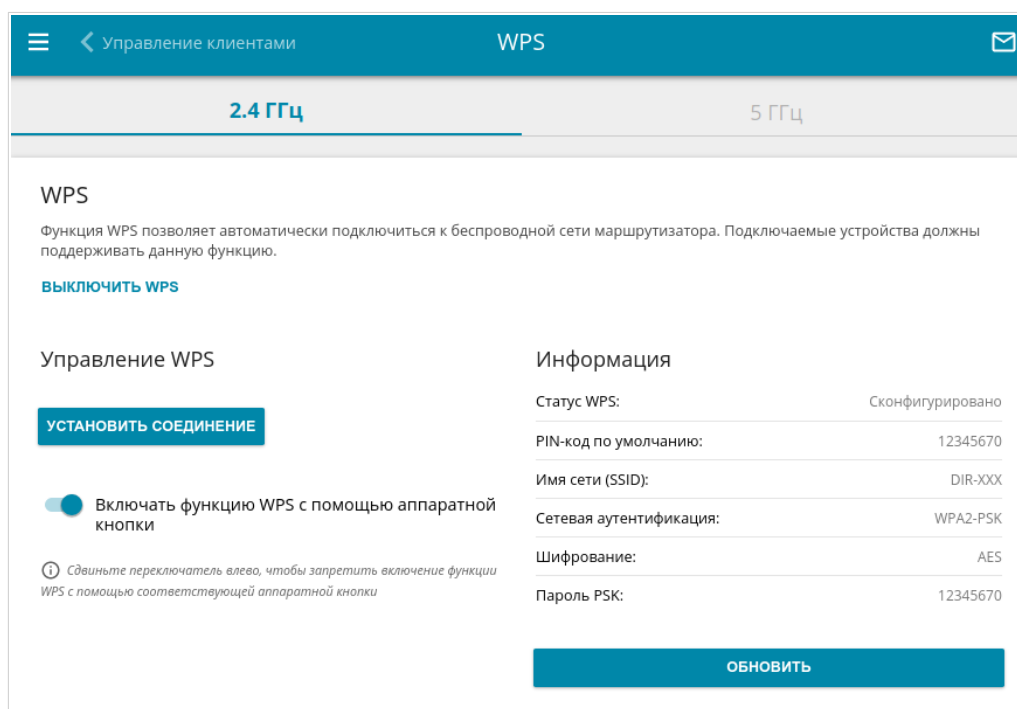 Управление клиентами
WPS
2.4 ГГц
5 ГГц
WPS
Функция WPS позволяет автоматически подключиться к беспроводной сети маршрутизатора. Подключаемые устройства должны
поддерживать данную функцию.
ВЫКЛЮЧИТЬ WPS
Управление WPS
УСТАНОВИТЬ СОЕДИНЕНИЕ
Включать функцию WPS с помощью аппаратной
кнопки
Сдвиньте переключатель влево, чтобы запретить включение функции
WPS с помощью соответствующей аппаратной кнопки
Информация
Статус WPS: Сконфигурировано
PIN-код по умолчанию: 12345670
Имя сети (SSID): DIR-XXX
Сетевая аутентификация: WPA2-PSK
Шифрование: AES
Пароль PSK: 12345670
ОБНОВИТЬ